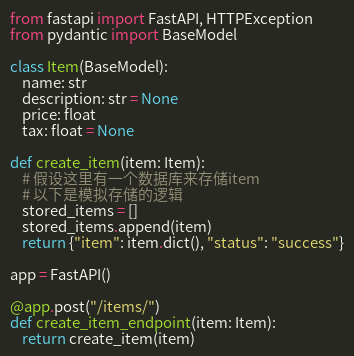 from fastapi import FastAPI, HTTPException
from pydantic import BaseModel

class Item(BaseModel):
    name: str
    description: str = None
    price: float
    tax: float = None

def create_item(item: Item):
    # 假设这里有一个数据库来存储item
    # 以下是模拟存储的逻辑
    stored_items = []
    stored_items.append(item)
    return {"item": item.dict(), "status": "success"}

app = FastAPI()

@app.post("/items/")
def create_item_endpoint(item: Item):
    return create_item(item)